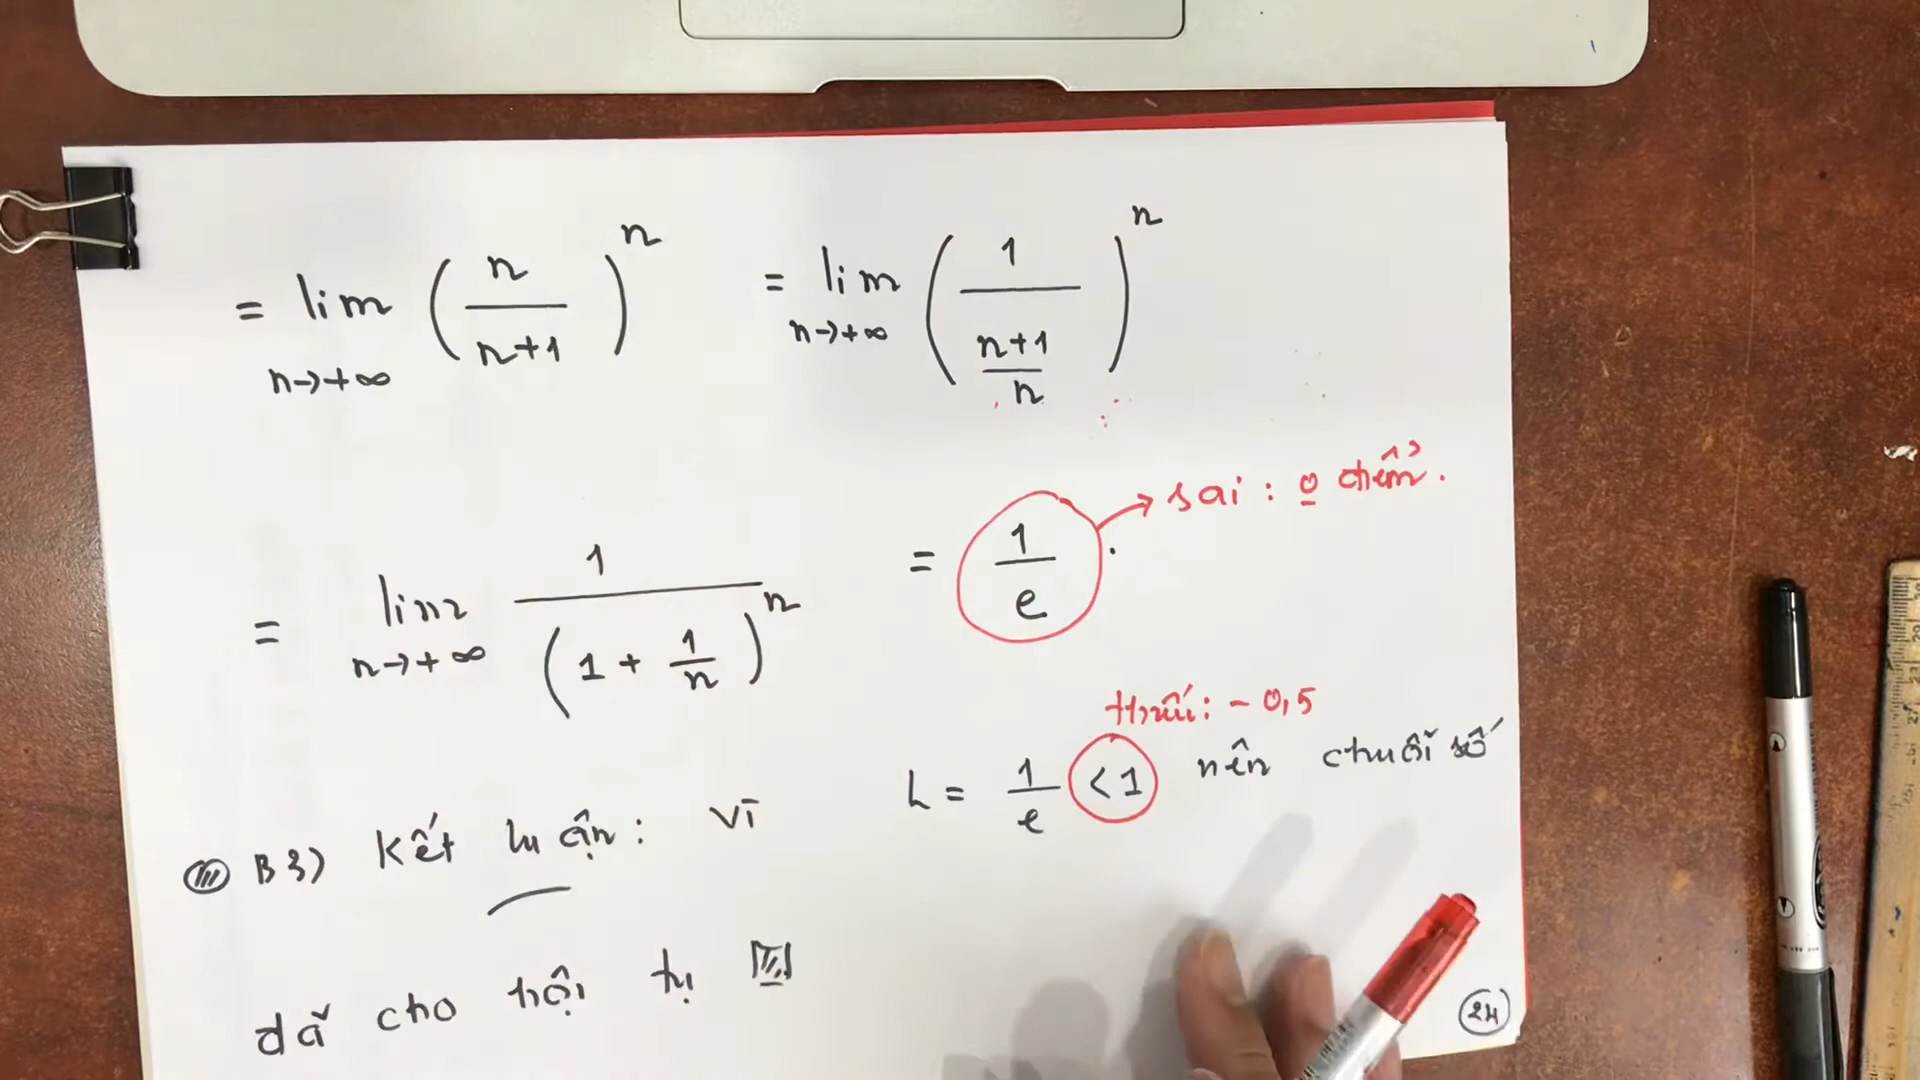 = lim n→+∞ ( n / n+1 )^n = lim n→+∞ ( 1 / (n+1 / n) )^n
= lim n→+∞ 1 / (1 + 1/n)^n = 1/e . → sai : 0 chấm.
thiếu: - 0,5
B3) Kết luận: vì L = 1/e < 1 nên chuỗi số
đã cho hội tụ
24